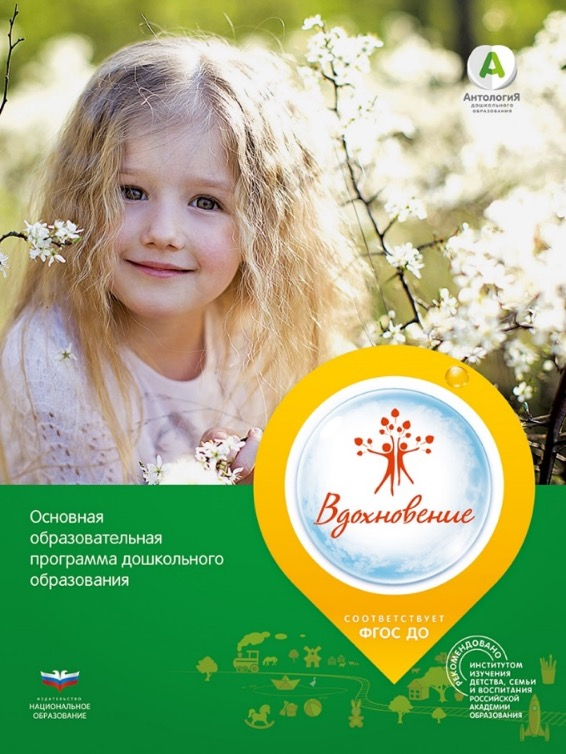 АнтологиЯ
ДОШКОЛЬНОГО
ОБРАЗОВАНИЯ
Вдохновение
Основная
образовательная
программа дошкольного
образования
СООТВЕТСТВУЕТ
ФГОС ДО
РЕКОМЕНДОВАНО
ИНСТИТУТОМ
ИЗУЧЕНИЯ
ДЕТСТВА, СЕМЬИ
И ВОСПИТАНИЯ
РОССИЙСКОЙ
АКАДЕМИИ
ОБРАЗОВАНИЯ
ИЗДАТЕЛЬСТВО
НАЦИОНАЛЬНОЕ
ОБРАЗОВАНИЕ